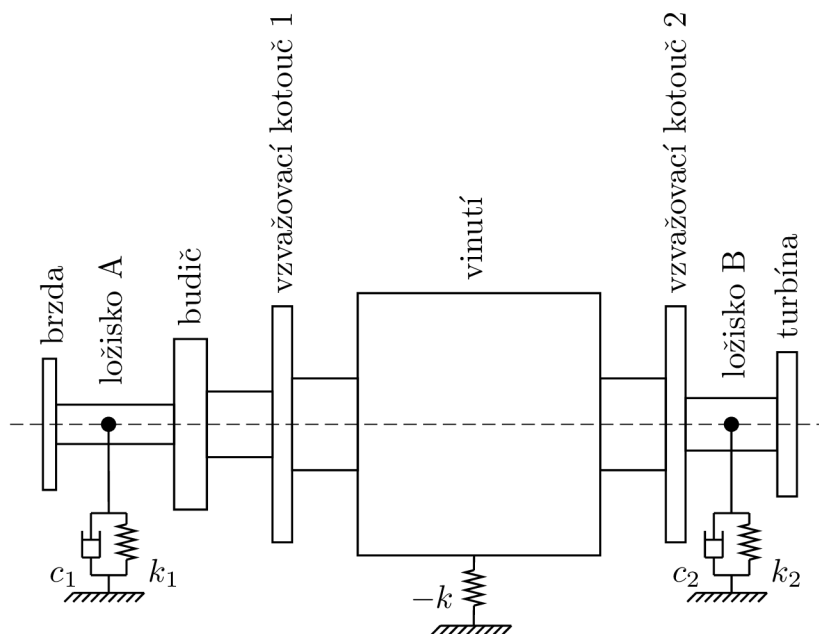 brzda
ložisko A
budič
vzvažovací kotouč 1
vinutí
vzvažovací kotouč 2
ložisko B
turbína
c₁
k₁
−k
c₂
k₂